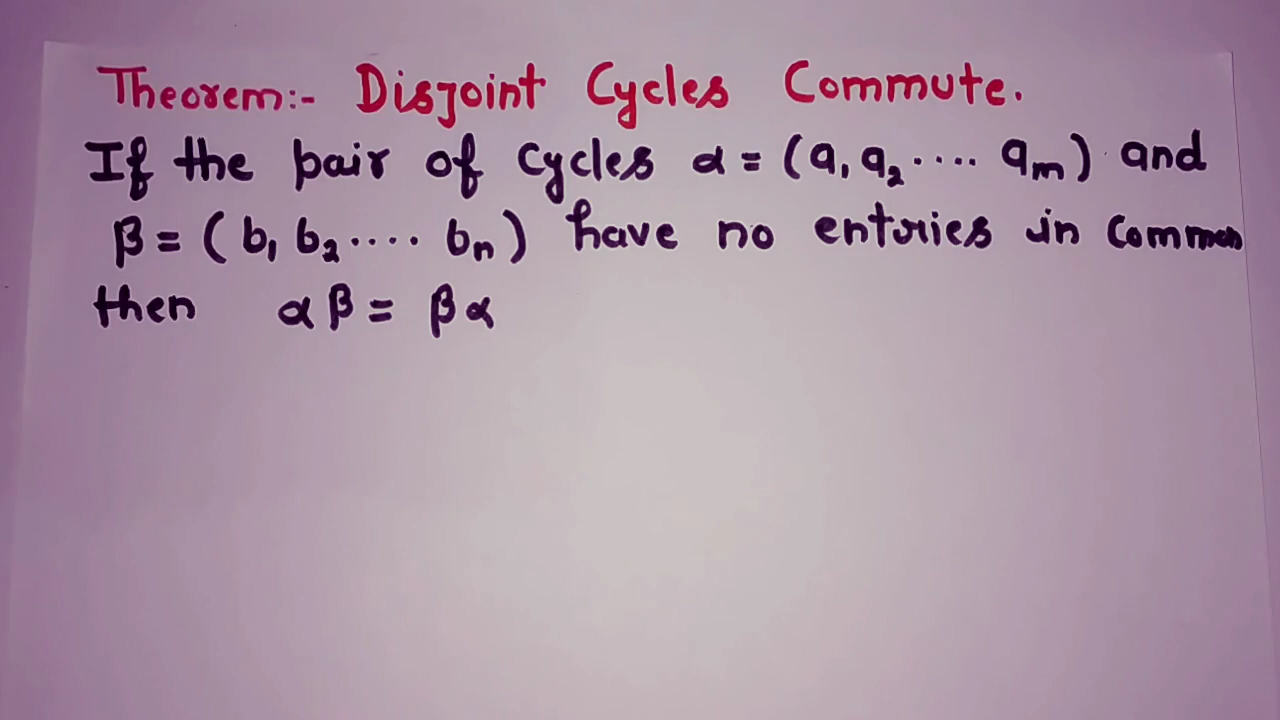 Theorem:- Disjoint Cycles Commute.
If the pair of cycles α = (a₁ a₂ .... aₘ) and
β = ( b₁ b₂ .... bₙ ) have no entries in Common
then αβ = βα